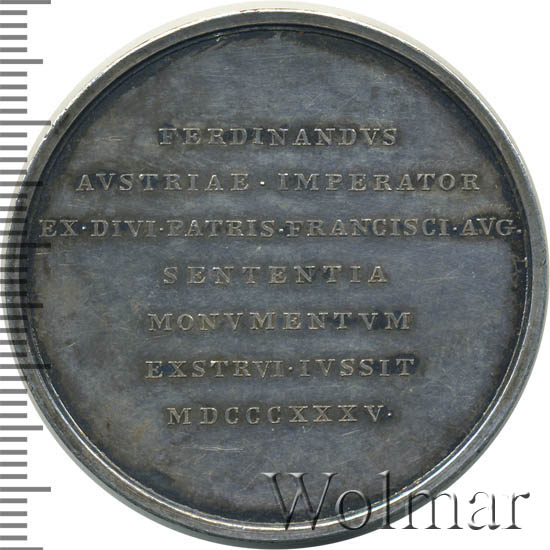 FERDINANDVS
AVSTRIAE · IMPERATOR
EX · DIVI · PATRIS · FRANCISCI · AVG ·
SENTENTIA
MONVMENTVM
EXSTRVI · IVSSIT
MDCCCXXXV ·
Wolmar